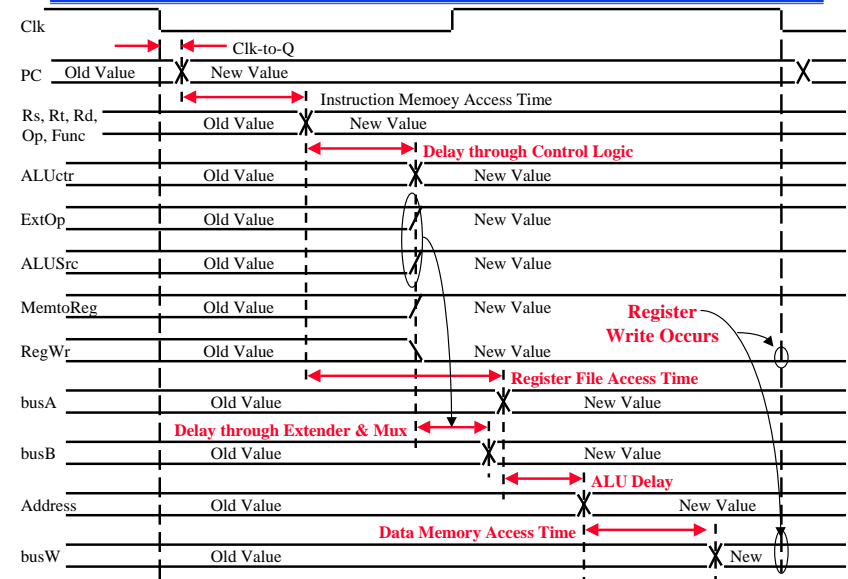 Clk
Clk-to-Q
PC Old Value New Value
Instruction Memoey Access Time
Rs, Rt, Rd,
Op, Func
Old Value New Value
Delay through Control Logic
ALUctr Old Value New Value
ExtOp Old Value New Value
ALUSrc Old Value New Value
MemtoReg Old Value New Value
Register
Write Occurs
RegWr Old Value New Value
Register File Access Time
busA Old Value New Value
Delay through Extender & Mux
busB Old Value New Value
ALU Delay
Address Old Value New Value
Data Memory Access Time
busW Old Value New